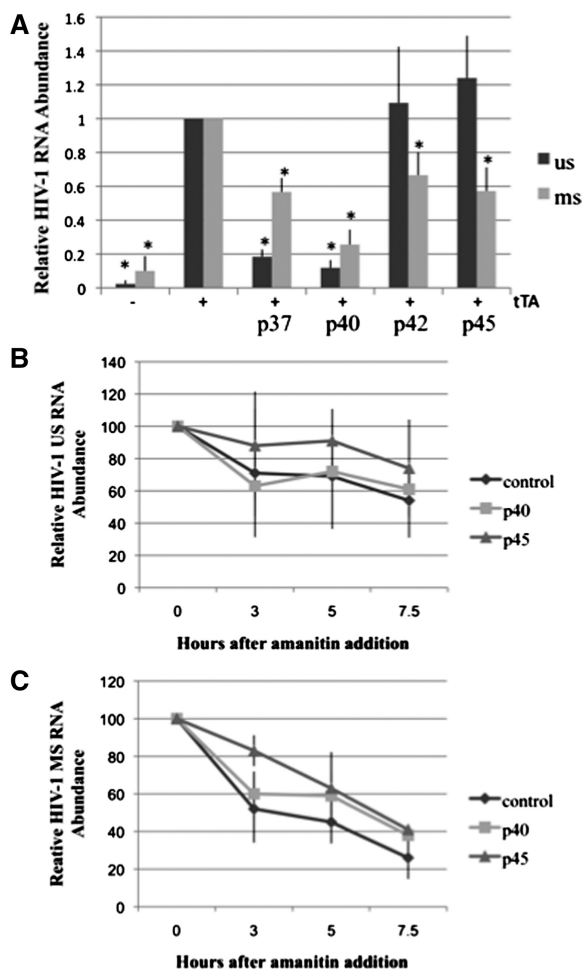 A
Relative HIV-1 RNA Abundance
1.6
1.4
1.2
1
0.8
0.6
0.4
0.2
0
* * * * * * * *
us
ms
- + + + + + tTA
p37 p40 p42 p45
B
Relative HIV-1 US RNA
Abundance
140
120
100
80
60
40
20
0
0 3 5 7.5
Hours after amanitin addition
control
p40
p45
C
Reative HIV-1 MS RNA
Abundance
120
100
80
60
40
20
0
0 3 5 7.5
Hours after amanitin addition
control
p40
p45